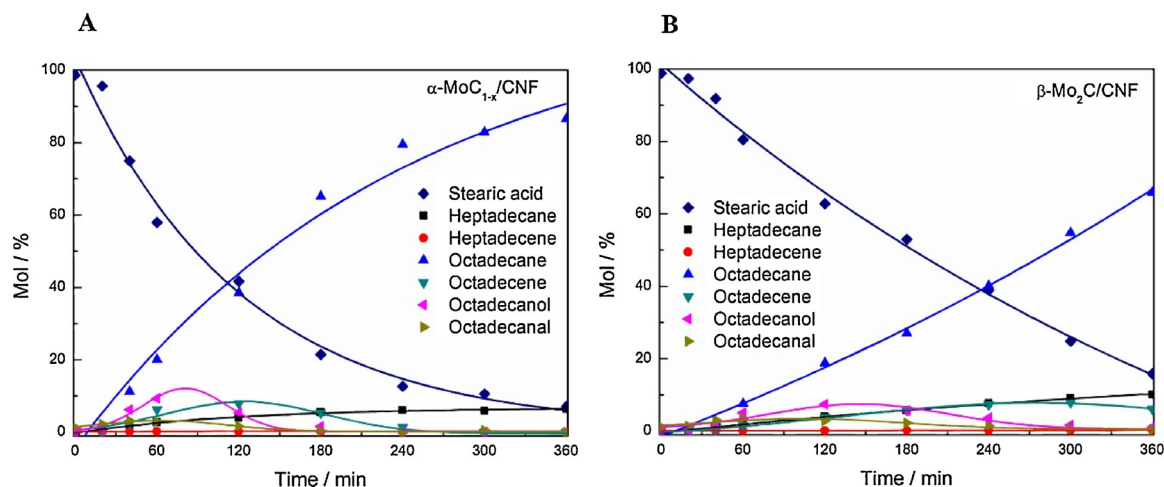 A
100
80
60
40
20
0
Mol / %
α-MoC1-x/CNF
Stearic acid
Heptadecane
Heptadecene
Octadecane
Octadecene
Octadecanol
Octadecanal
0 60 120 180 240 300 360
Time / min
B
100
80
60
40
20
0
Mol / %
β-Mo2C/CNF
Stearic acid
Heptadecane
Heptadecene
Octadecane
Octadecene
Octadecanol
Octadecanal
0 60 120 180 240 300 360
Time / min